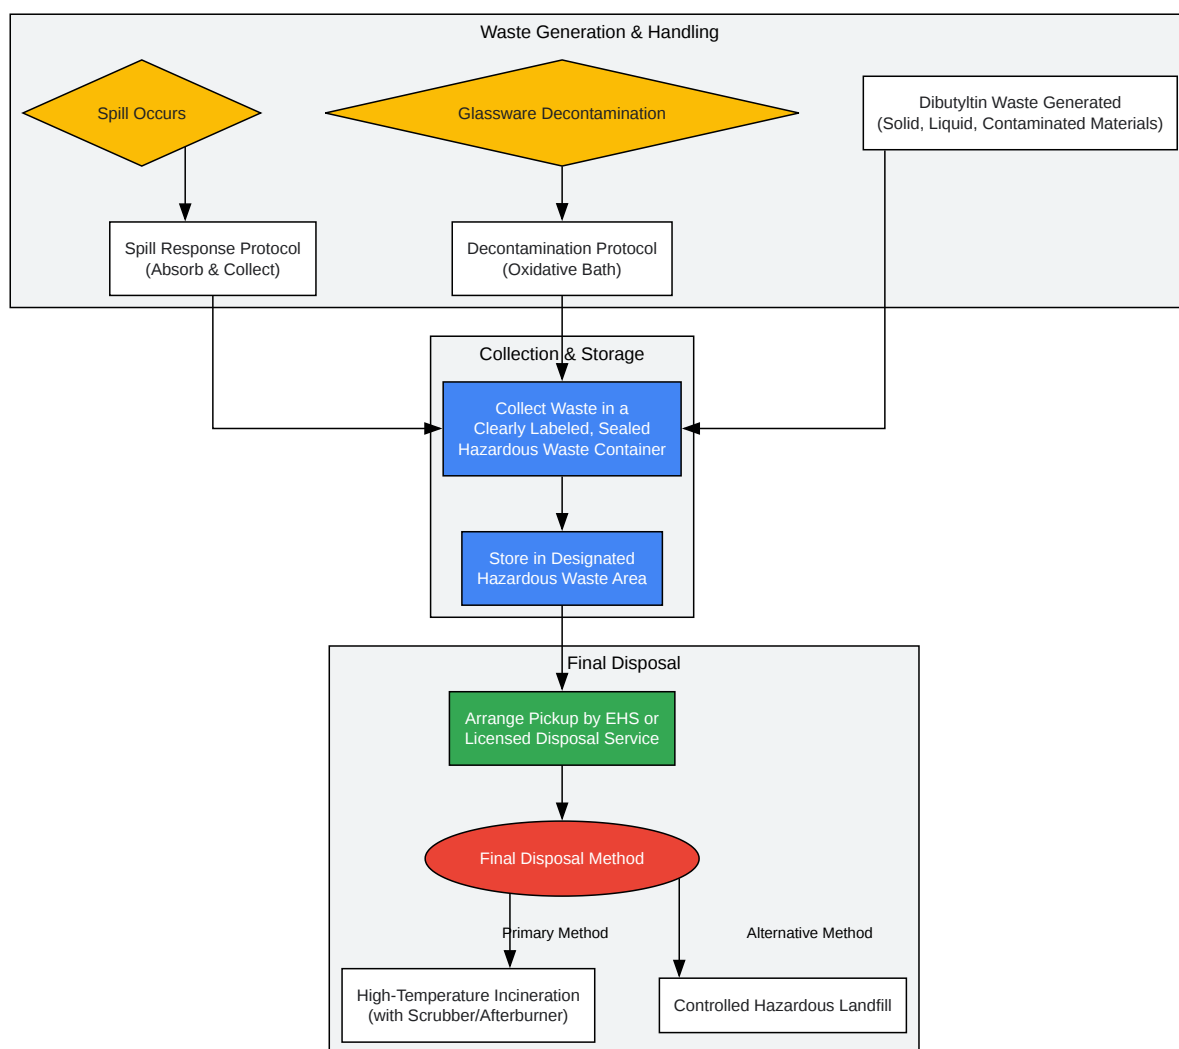 Waste Generation & Handling
Spill Occurs
Glassware Decontamination
Dibutyltin Waste Generated
(Solid, Liquid, Contaminated Materials)
Spill Response Protocol
(Absorb & Collect)
Decontamination Protocol
(Oxidative Bath)
Collection & Storage
Collect Waste in a
Clearly Labeled, Sealed
Hazardous Waste Container
Store in Designated
Hazardous Waste Area
Final Disposal
Arrange Pickup by EHS or
Licensed Disposal Service
Final Disposal Method
Primary Method
Alternative Method
High-Temperature Incineration
(with Scrubber/Afterburner)
Controlled Hazardous Landfill